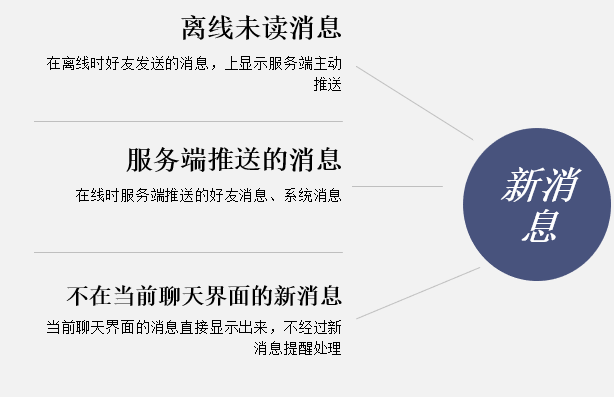 离线未读消息
在离线时好友发送的消息，上显示服务端主动
推送
服务端推送的消息
在线时服务端推送的好友消息、系统消息
不在当前聊天界面的新消息
当前聊天界面的消息直接显示出来，不经过新
消息提醒处理
新消
息